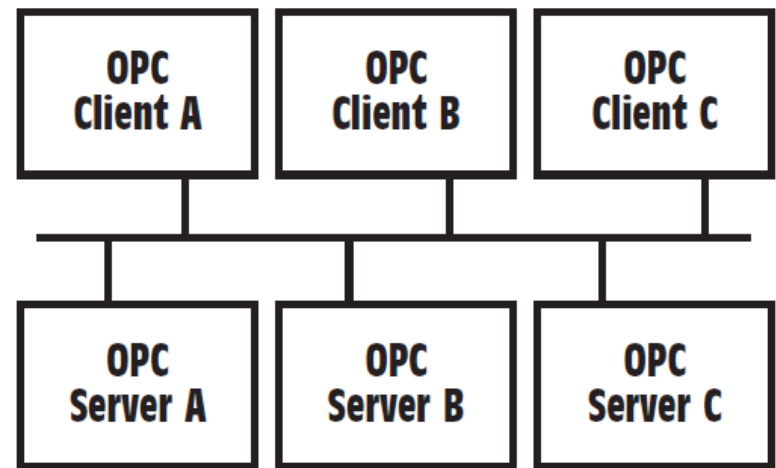 OPC
Client A
OPC
Client B
OPC
Client C
OPC
Server A
OPC
Server B
OPC
Server C